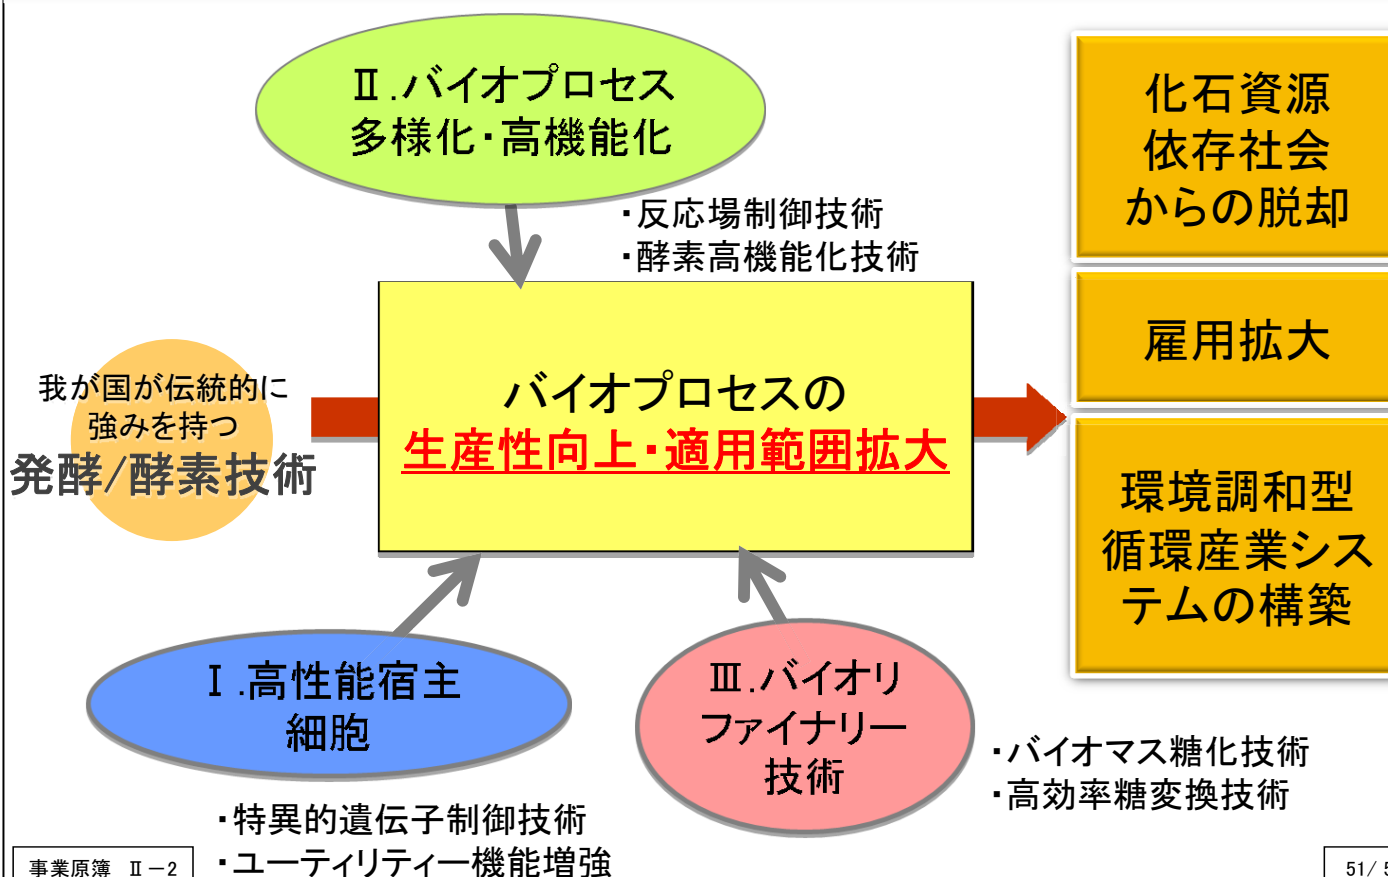 Ⅱ.バイオプロセス
多様化・高機能化
・反応場制御技術
・酵素高機能化技術
化石資源
依存社会
からの脱却
雇用拡大
環境調和型
循環産業シス
テムの構築
我が国が伝統的に
強みを持つ
発酵/酵素技術
バイオプロセスの
生産性向上・適用範囲拡大
Ⅰ.高性能宿主
細胞
・特異的遺伝子制御技術
・ユーティリティー機能増強
Ⅲ.バイオリ
ファイナリー
技術
・バイオマス糖化技術
・高効率糖変換技術
事業原簿 Ⅱ－2
51/